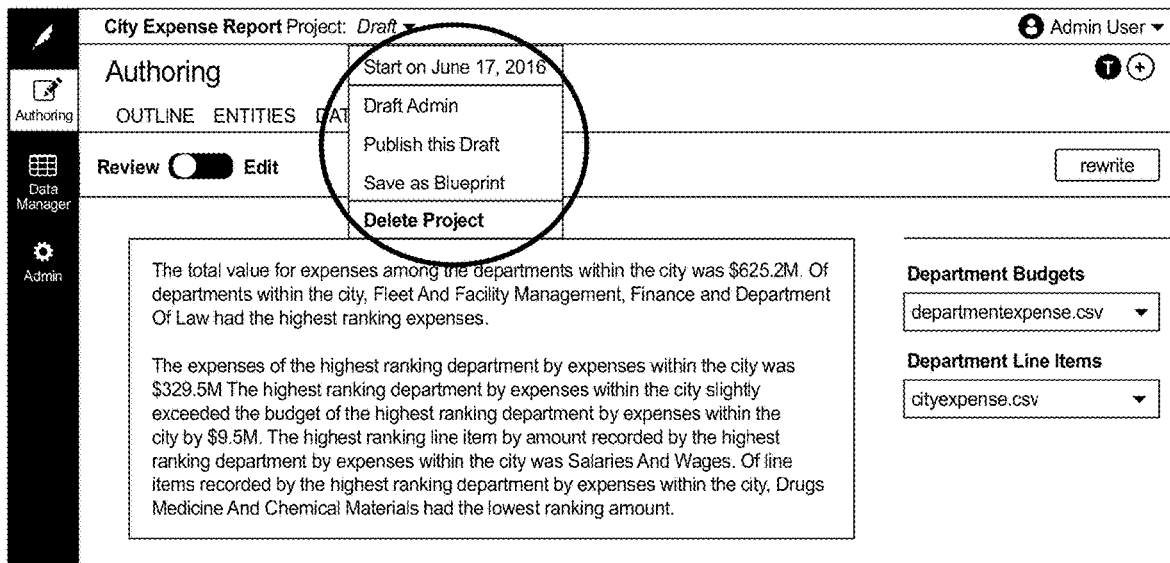 City Expense Report Project: Draft
Admin User
Authoring
Start on June 17, 2016
T +
Authoring
OUTLINE ENTITIES DAT
Draft Admin
Publish this Draft
Review Edit
rewrite
Save as Blueprint
Data
Manager
Delete Project
Admin
The total value for expenses among the departments within the city was $625.2M. Of
departments within the city, Fleet And Facility Management, Finance and Department
Of Law had the highest ranking expenses.
The expenses of the highest ranking department by expenses within the city was
$329.5M The highest ranking department by expenses within the city slightly
exceeded the budget of the highest ranking department by expenses within the
city by $9.5M. The highest ranking line item by amount recorded by the highest
ranking department by expenses within the city was Salaries And Wages. Of line
items recorded by the highest ranking department by expenses within the city, Drugs
Medicine And Chemical Materials had the lowest ranking amount.
Department Budgets
departmentexpense.csv
Department Line Items
cityexpense.csv